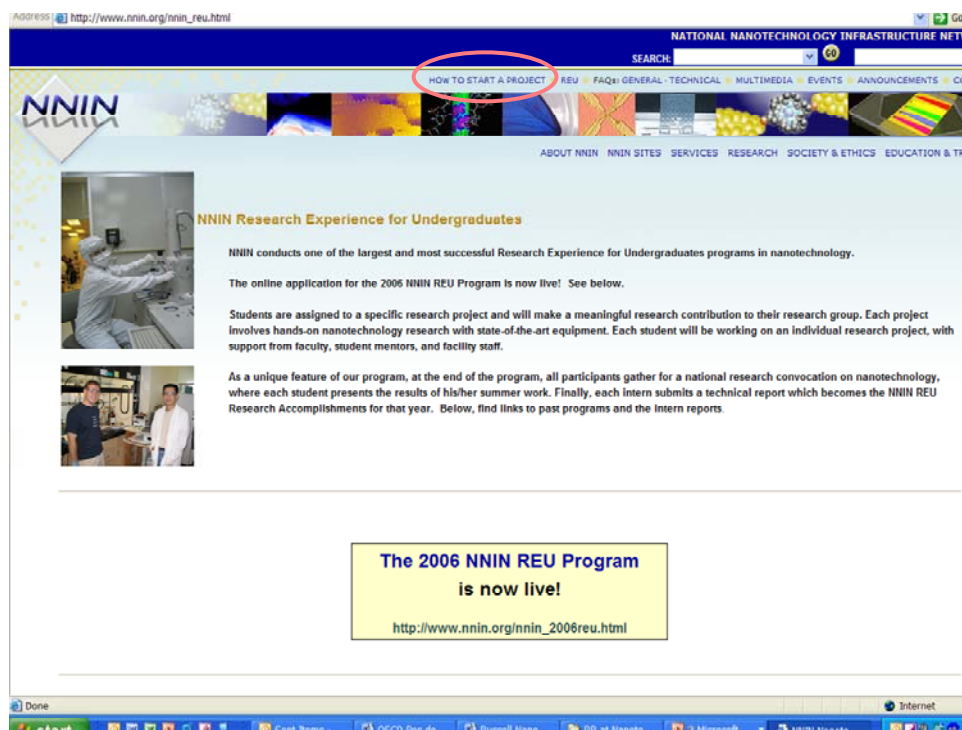 Address http://www.nnin.org/nnin_reu.html Go
NATIONAL NANOTECHNOLOGY INFRASTRUCTURE
SEARCH: GO
HOW TO START A PROJECT REU FAQs: GENERAL - TECHNICAL MULTIMEDIA EVENTS ANNOUNCEMENTS
NNIN
ABOUT NNIN NNIN SITES SERVICES RESEARCH SOCIETY & ETHICS EDUCATION &
NNIN Research Experience for Undergraduates
NNIN conducts one of the largest and most successful Research Experience for Undergraduates programs in nanotechnology.
The online application for the 2006 NNIN REU Program is now live! See below.
Students are assigned to a specific research project and will make a meaningful research contribution to their research group. Each project
involves hands-on nanotechnology research with state-of-the-art equipment. Each student will be working on an individual research project, with
support from faculty, student mentors, and facility staff.
As a unique feature of our program, at the end of the program, all participants gather for a national research convocation on nanotechnology,
where each student presents the results of his/her summer work. Finally, each intern submits a technical report which becomes the NNIN REU
Research Accomplishments for that year. Below, find links to past programs and the Intern reports.
The 2006 NNIN REU Program
is now live!
http://www.nnin.org/nnin_2006reu.html
Done Internet